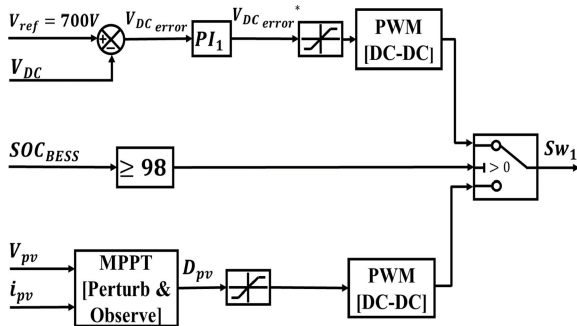 V_ref = 700V
V_DC error
PI_1
V_DC error*
PWM
[DC-DC]
V_DC
SOC_BESS
≥ 98
> 0
Sw_1
V_pv
i_pv
MPPT
[Perturb &
Observe]
D_pv
PWM
[DC-DC]